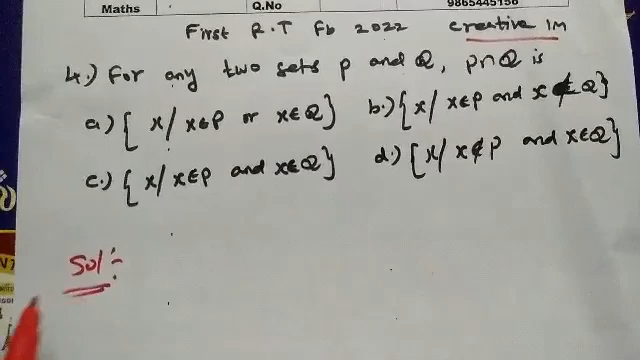 Maths Q.No 9865445156
First R.T Fb 2022 Creative 1M
4.) For any two sets P and Q, P∩Q is
a.) { x/ x∈P or x∈Q} b.) { x/ x∈P and x∉Q}
c.) { x/ x∈P and x∈Q} d.) { x/ x∉P and x∈Q}
Sol:-